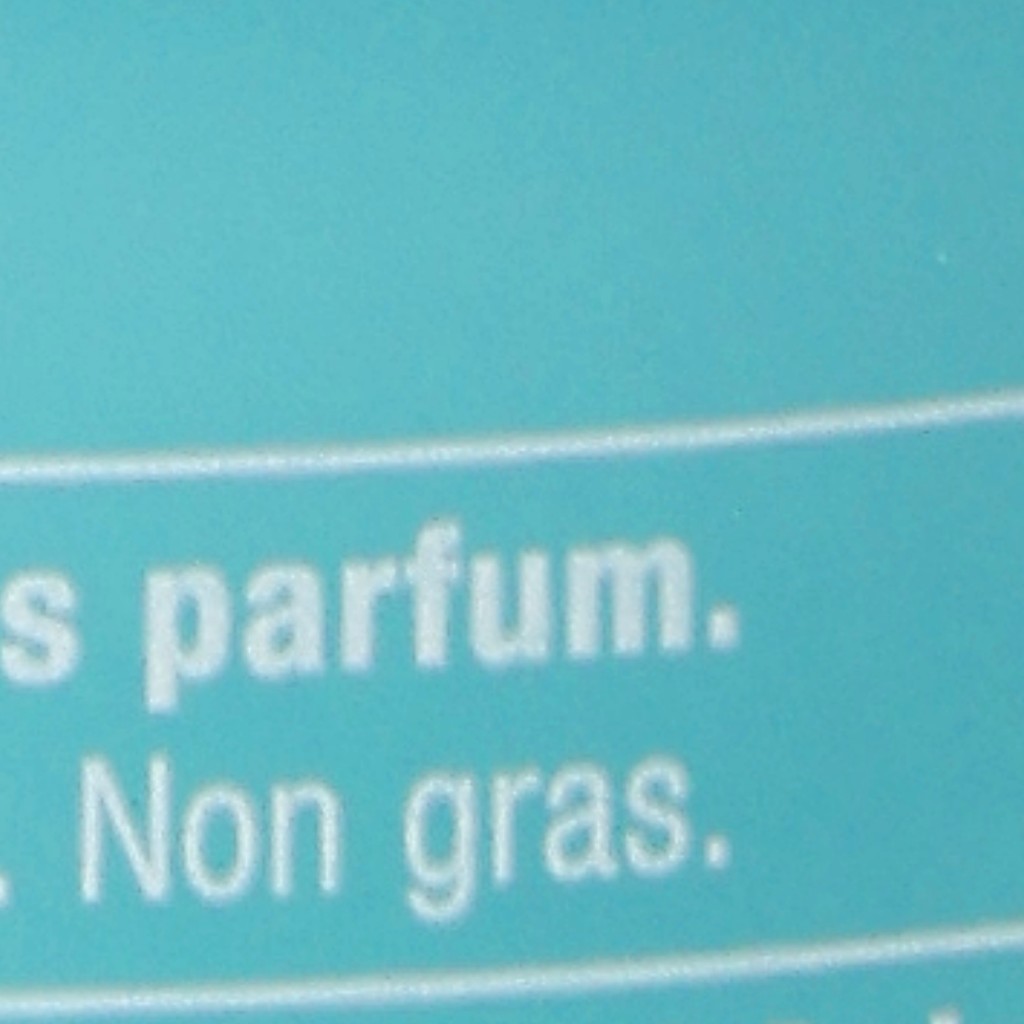 s parfum.
. Non gras.